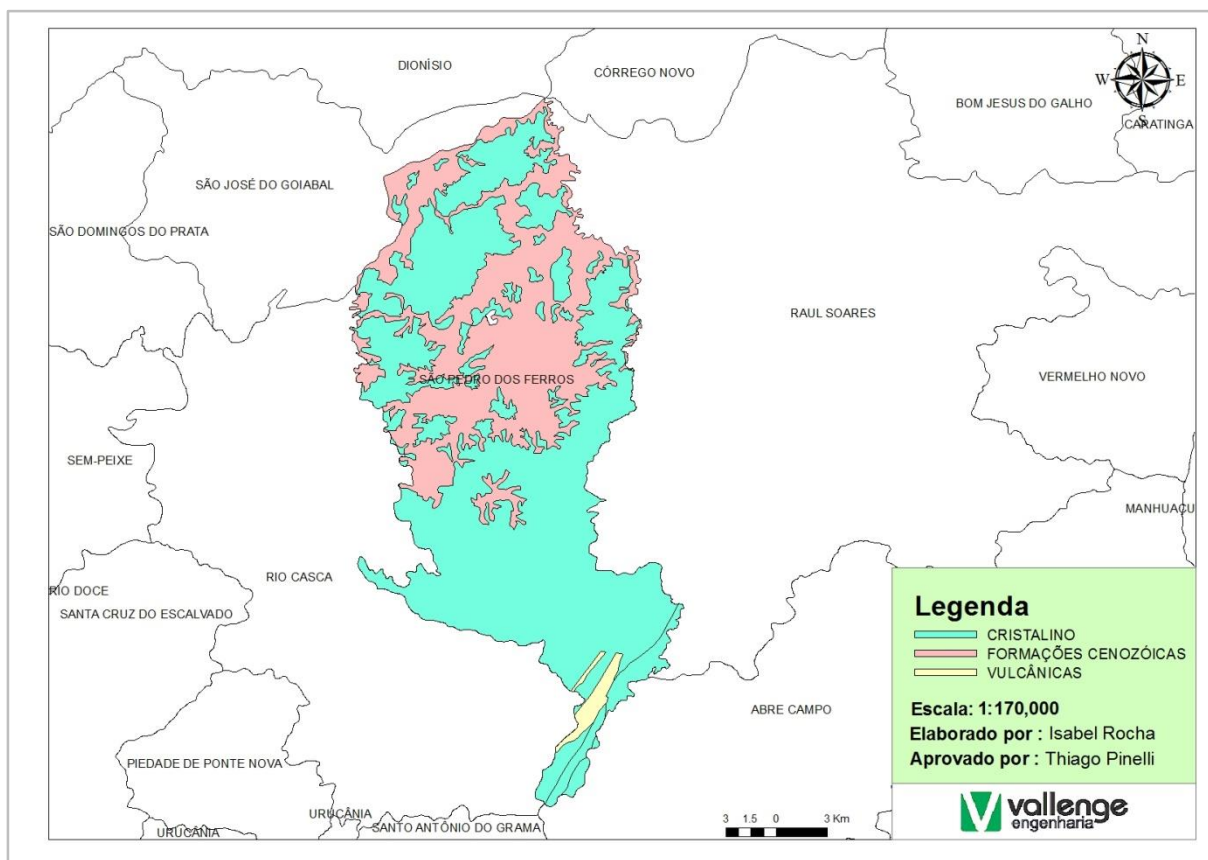 DIONÍSIO
CÓRREGO NOVO
N
W
E
S
BOM JESUS DO GALHO
CARATINGA
SÃO JOSÉ DO GOIABAL
SÃO DOMINGOS DO PRATA
RAUL SOARES
VERMELHO NOVO
SÃO PEDRO DOS FERROS
SEM-PEIXE
MANHUAÇU
RIO CASCA
RIO DOCE
SANTA CRUZ DO ESCALVADO
ABRE CAMPO
PIEDADE DE PONTE NOVA
URUCÂNIA
URUCÂNIA
SANTO ANTÔNIO DO GRAMA
Legenda
CRISTALINO
FORMAÇÕES CENOZÓICAS
VULCÂNICAS
Escala: 1:170,000
Elaborado por : Isabel Rocha
Aprovado por : Thiago Pinelli
3 1.5 0 3 Km
vallenge
engenharia